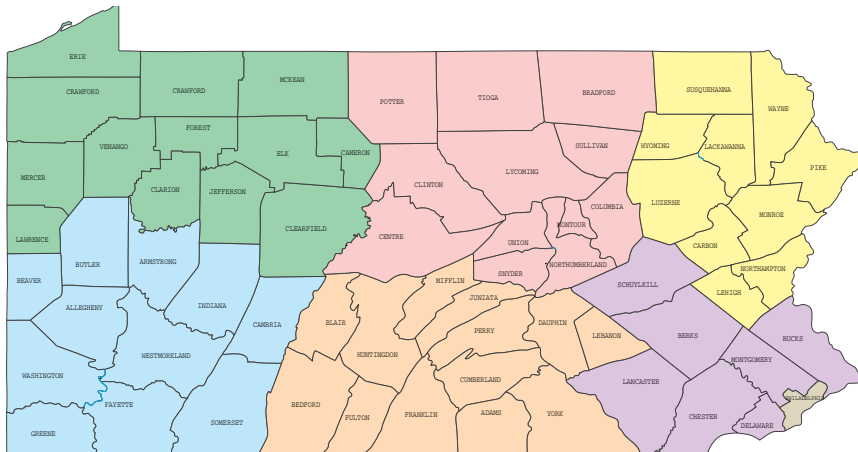 ERIE
CRAWFORD
CRAWFORD
MCKEAN
POTTER
TIOGA
BRADFORD
SUSQUEHANNA
WAYNE
VENANGO
FOREST
ELK
CAMERON
SULLIVAN
WYOMING
LACKAWANNA
PIKE
MERCER
CLARION
JEFFERSON
CLINTON
LYCOMING
COLUMBIA
LUZERNE
MONROE
LAWRENCE
CLEARFIELD
CENTRE
UNION
MONTOUR
CARBON
BUTLER
ARMSTRONG
SNYDER
NORTHUMBERLAND
NORTHAMPTON
BEAVER
INDIANA
MIFFLIN
SCHUYLKILL
LEHIGH
ALLEGHENY
CAMBRIA
BLAIR
JUNIATA
PERRY
DAUPHIN
LEBANON
BERKS
BUCKS
WESTMORELAND
HUNTINGDON
MONTGOMERY
WASHINGTON
CUMBERLAND
LANCASTER
PHILADELPHIA
FAYETTE
BEDFORD
FULTON
FRANKLIN
ADAMS
YORK
CHESTER
DELAWARE
GREENE
SOMERSET